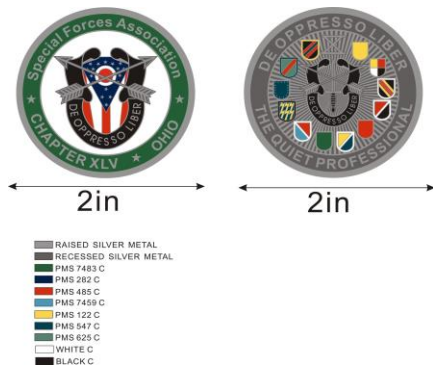 Special Forces Association
DE OPPRESSO LIBER
CHAPTER XLV ★ OHIO
2in
DE OPPRESSO LIBER
DE OPPRESSO LIBER
THE QUIET PROFESSIONAL
2in
RAISED SILVER METAL
RECESSED SILVER METAL
PMS 7483 C
PMS 282 C
PMS 485 C
PMS 7459 C
PMS 122 C
PMS 547 C
PMS 625 C
WHITE C
BLACK C